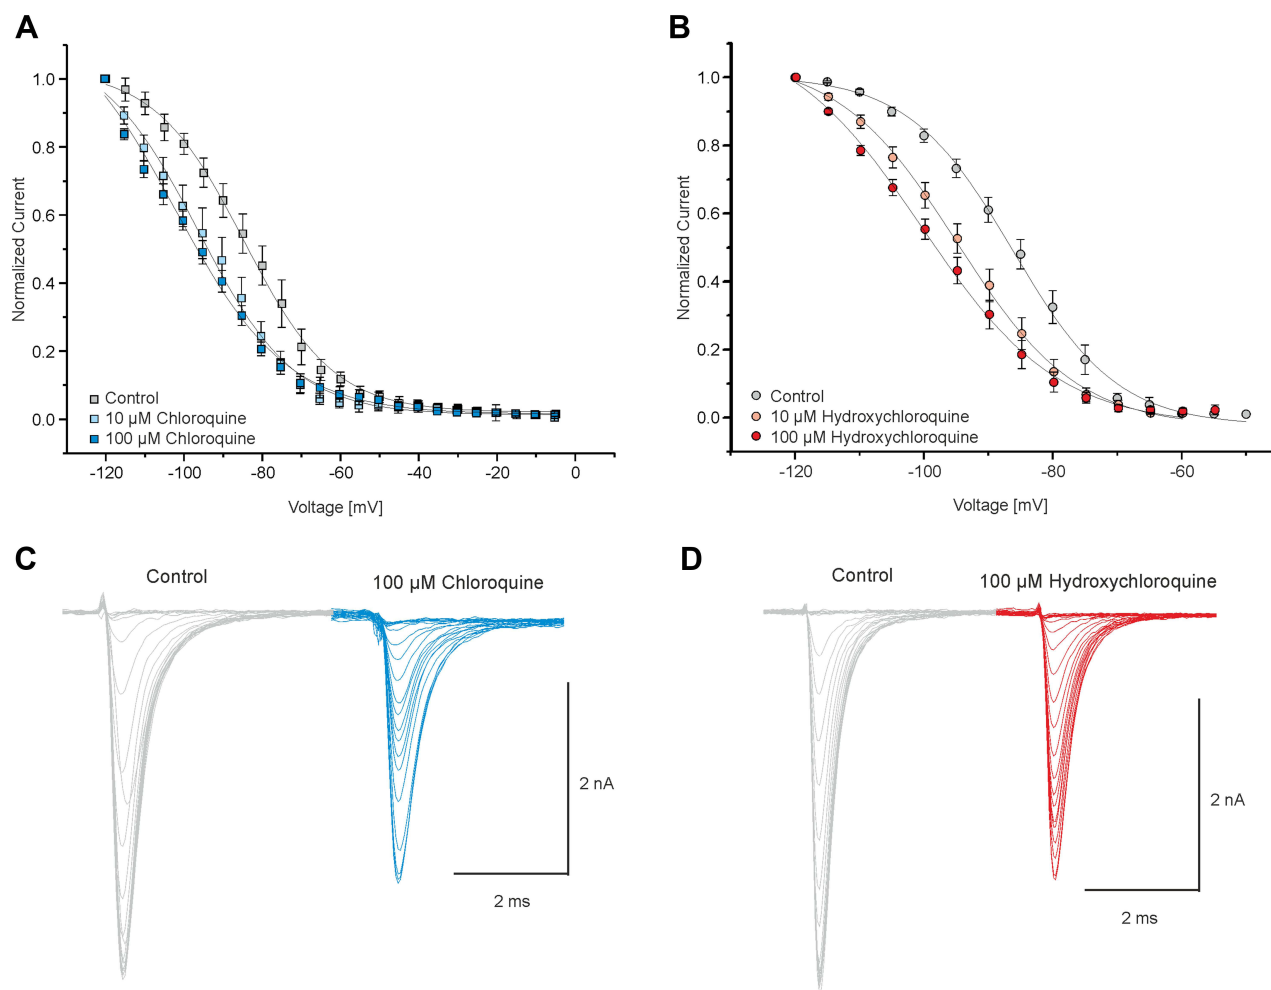 A
1.0
0.8
0.6
0.4
0.2
0.0
Normalized Current
Control
10 µM Chloroquine
100 µM Chloroquine
-120
-100
-80
-60
-40
-20
0
Voltage [mV]
B
1.0
0.8
0.6
0.4
0.2
0.0
Normalized Current
Control
10 µM Hydroxychloroquine
100 µM Hydroxychloroquine
-120
-100
-80
-60
Voltage [mV]
C
Control
100 µM Chloroquine
2 nA
2 ms
D
Control
100 µM Hydroxychloroquine
2 nA
2 ms